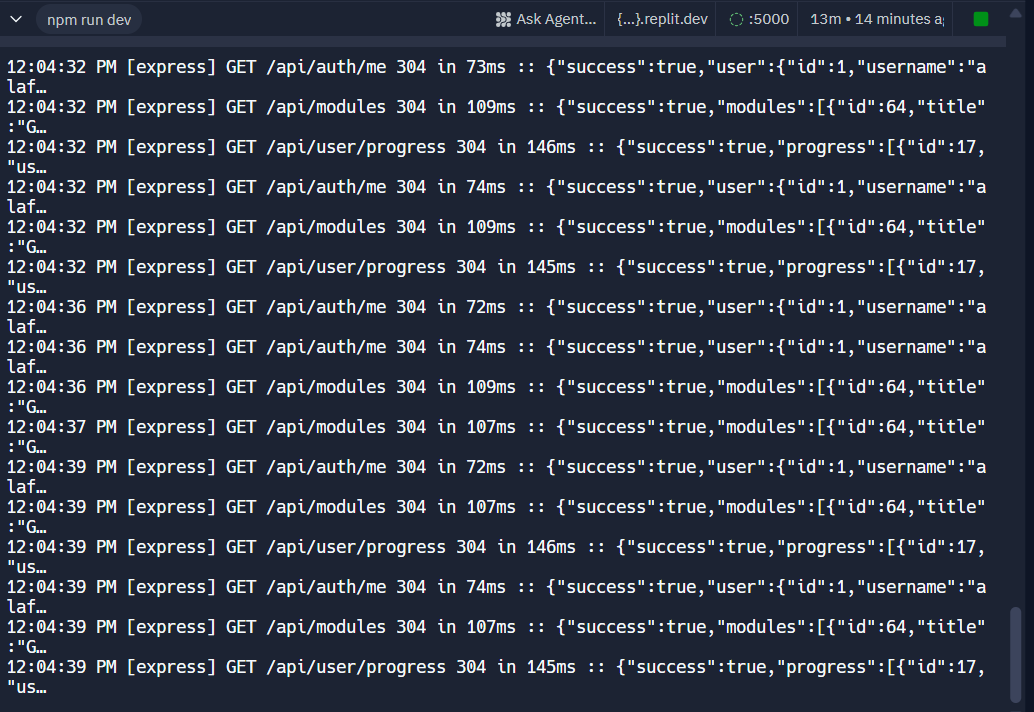 npm run dev
Ask Agent... {...}.replit.dev :5000 13m • 14 minutes
12:04:32 PM [express] GET /api/auth/me 304 in 73ms :: {"success":true,"user":{"id":1,"username":"a
laf…
12:04:32 PM [express] GET /api/modules 304 in 109ms :: {"success":true,"modules":[{"id":64,"title"
:"G…
12:04:32 PM [express] GET /api/user/progress 304 in 146ms :: {"success":true,"progress":[{"id":17,
"us…
12:04:32 PM [express] GET /api/auth/me 304 in 74ms :: {"success":true,"user":{"id":1,"username":"a
laf…
12:04:32 PM [express] GET /api/modules 304 in 109ms :: {"success":true,"modules":[{"id":64,"title"
:"G…
12:04:32 PM [express] GET /api/user/progress 304 in 145ms :: {"success":true,"progress":[{"id":17,
"us…
12:04:36 PM [express] GET /api/auth/me 304 in 72ms :: {"success":true,"user":{"id":1,"username":"a
laf…
12:04:36 PM [express] GET /api/auth/me 304 in 74ms :: {"success":true,"user":{"id":1,"username":"a
laf…
12:04:36 PM [express] GET /api/modules 304 in 109ms :: {"success":true,"modules":[{"id":64,"title"
:"G…
12:04:37 PM [express] GET /api/modules 304 in 107ms :: {"success":true,"modules":[{"id":64,"title"
:"G…
12:04:39 PM [express] GET /api/auth/me 304 in 72ms :: {"success":true,"user":{"id":1,"username":"a
laf…
12:04:39 PM [express] GET /api/modules 304 in 107ms :: {"success":true,"modules":[{"id":64,"title"
:"G…
12:04:39 PM [express] GET /api/user/progress 304 in 146ms :: {"success":true,"progress":[{"id":17,
"us…
12:04:39 PM [express] GET /api/auth/me 304 in 74ms :: {"success":true,"user":{"id":1,"username":"a
laf…
12:04:39 PM [express] GET /api/modules 304 in 107ms :: {"success":true,"modules":[{"id":64,"title"
:"G…
12:04:39 PM [express] GET /api/user/progress 304 in 145ms :: {"success":true,"progress":[{"id":17,
"us…